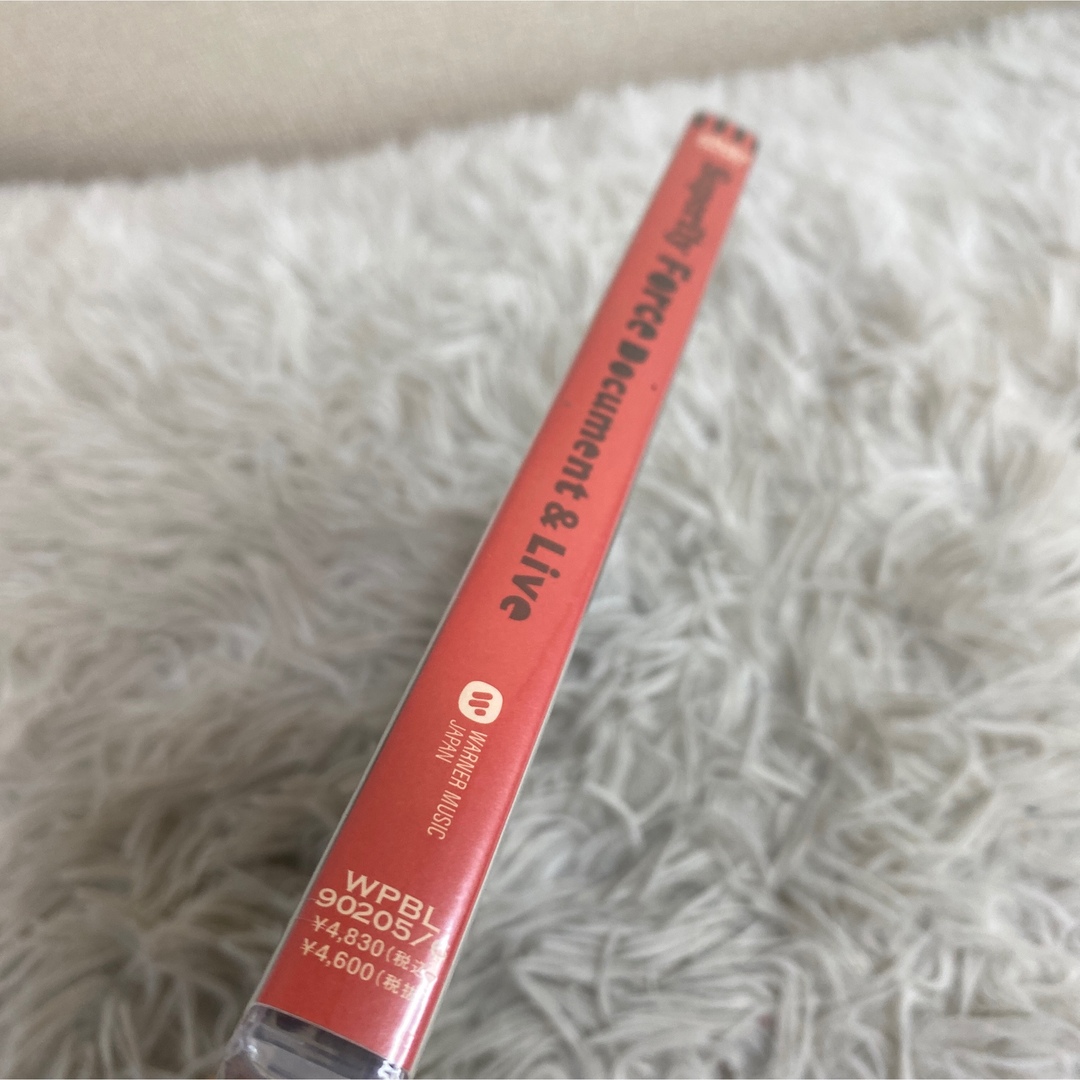 Superfly Force Document & Live
WARNER MUSIC
JAPAN
WPBL
90205/
¥4,830(税込
¥4,600(税抜